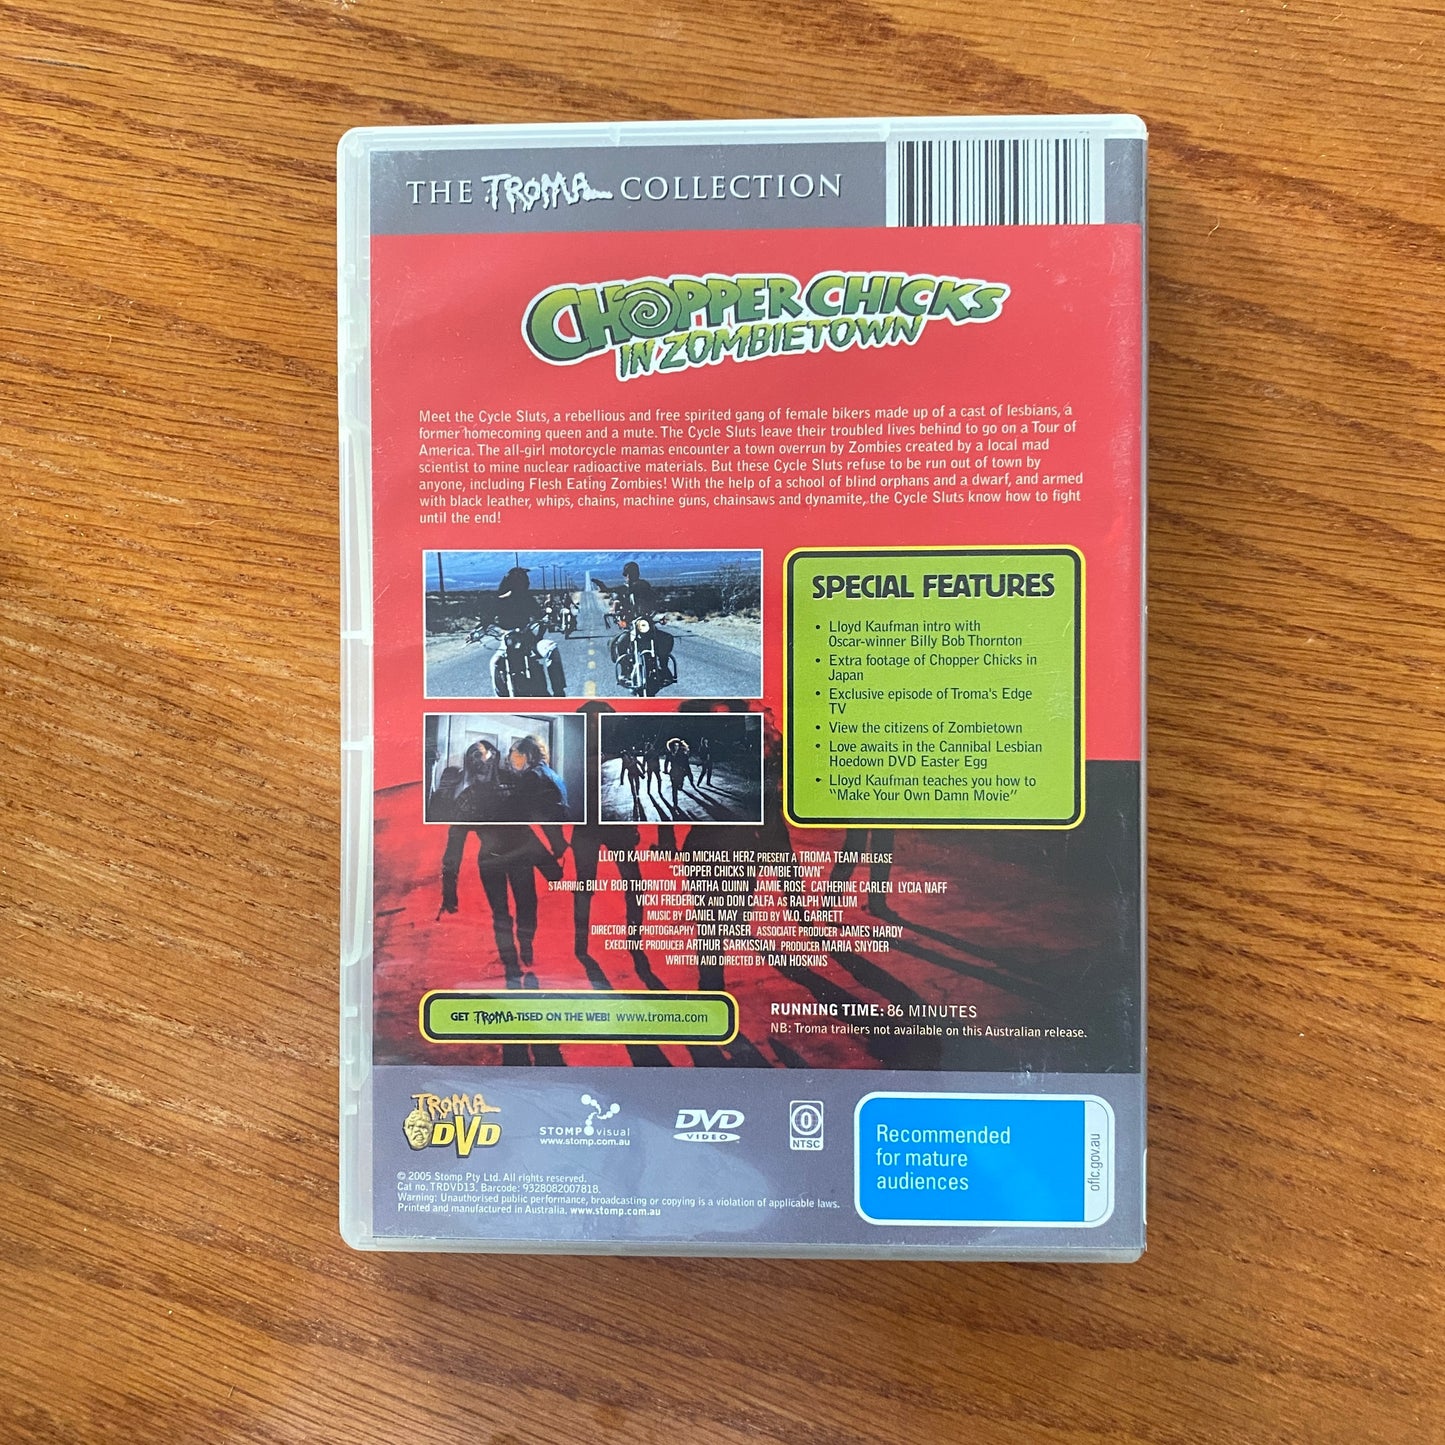 THE TROMA COLLECTION
CHOPPER CHICKS
IN ZOMBIETOWN
Meet the Cycle Sluts, a rebellious and free spirited gang of female bikers made up of a cast of lesbians, a
former homecoming queen and a mute. The Cycle Sluts leave their troubled lives behind to go on a Tour of
America. The all-girl motorcycle mamas encounter a town overrun by Zombies created by a local mad
scientist to mine nuclear radioactive materials. But these Cycle Sluts refuse to be run out of town by
anyone, including Flesh Eating Zombies! With the help of a school of blind orphans and a dwarf, and armed
with black leather, whips, chains, machine guns, chainsaws and dynamite, the Cycle Sluts know how to fight
until the end!
SPECIAL FEATURES
• Lloyd Kaufman intro with
Oscar-winner Billy Bob Thornton
• Extra footage of Chopper Chicks in
Japan
• Exclusive episode of Troma's Edge
TV
• View the citizens of Zombietown
• Love awaits in the Cannibal Lesbian
Hoedown DVD Easter Egg
• Lloyd Kaufman teaches you how to
"Make Your Own Damn Movie"
LLOYD KAUFMAN AND MICHAEL HERZ PRESENT A TROMA TEAM RELEASE
"CHOPPER CHICKS IN ZOMBIE TOWN"
STARRING BILLY BOB THORNTON MARTHA QUINN JAMIE ROSE CATHERINE CARLEN LYCIA NAFF
VICKI FREDERICK AND DON CALFA AS RALPH WILLUM
MUSIC BY DANIEL MAY EDITED BY W.O. GARRETT
DIRECTOR OF PHOTOGRAPHY TOM FRASER ASSOCIATE PRODUCER JAMES HARDY
EXECUTIVE PRODUCER ARTHUR SARKISSIAN PRODUCER MARIA SNYDER
WRITTEN AND DIRECTED BY DAN HOSKINS
GET TROMA-TISED ON THE WEB! www.troma.com
RUNNING TIME: 86 MINUTES
NB: Troma trailers not available on this Australian release.
TROMA
DVD
STOMP visual
www.stomp.com.au
DVD
VIDEO
0
NTSC
Recommended
for mature
audiences
oflc.gov.au
© 2005 Stomp Pty Ltd. All rights reserved.
Cat no. TRDVD13. Barcode: 9328082007818.
Warning: Unauthorised public performance, broadcasting or copying is a violation of applicable laws.
Printed and manufactured in Australia. www.stomp.com.au